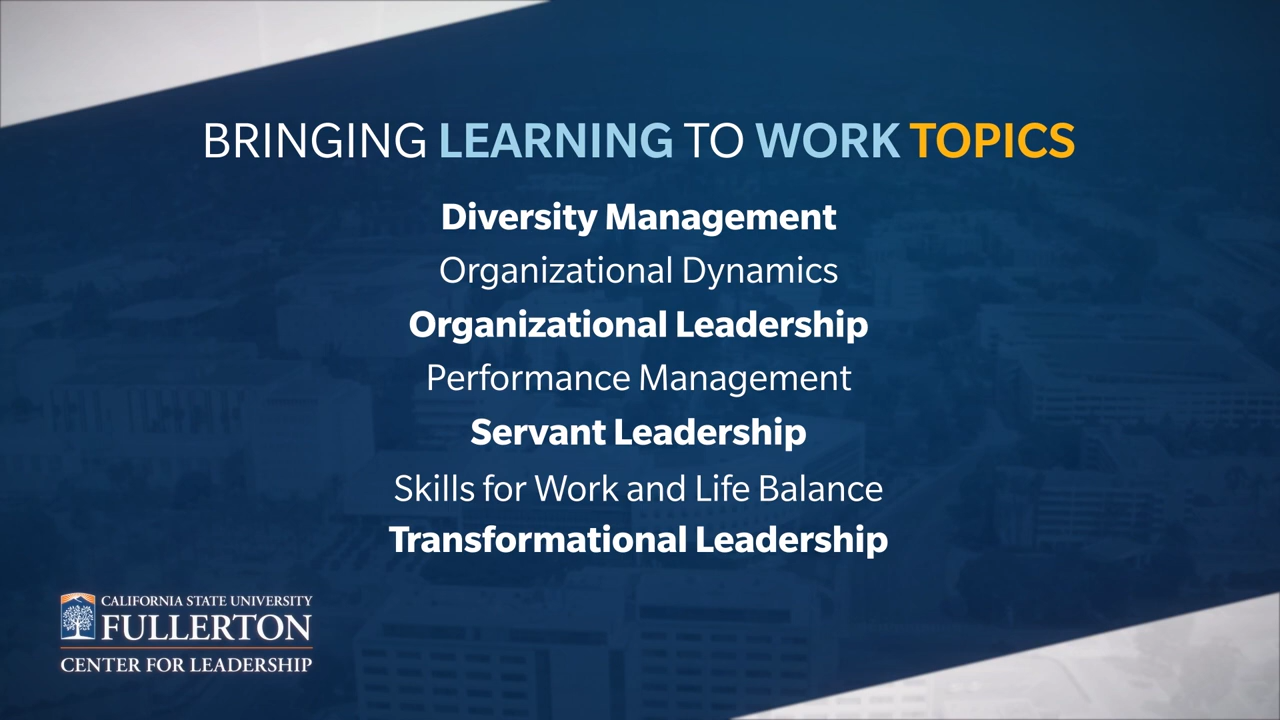 BRINGING LEARNING TO WORK TOPICS
Diversity Management
Organizational Dynamics
Organizational Leadership
Performance Management
Servant Leadership
Skills for Work and Life Balance
Transformational Leadership
CALIFORNIA STATE UNIVERSITY
FULLERTON
CENTER FOR LEADERSHIP